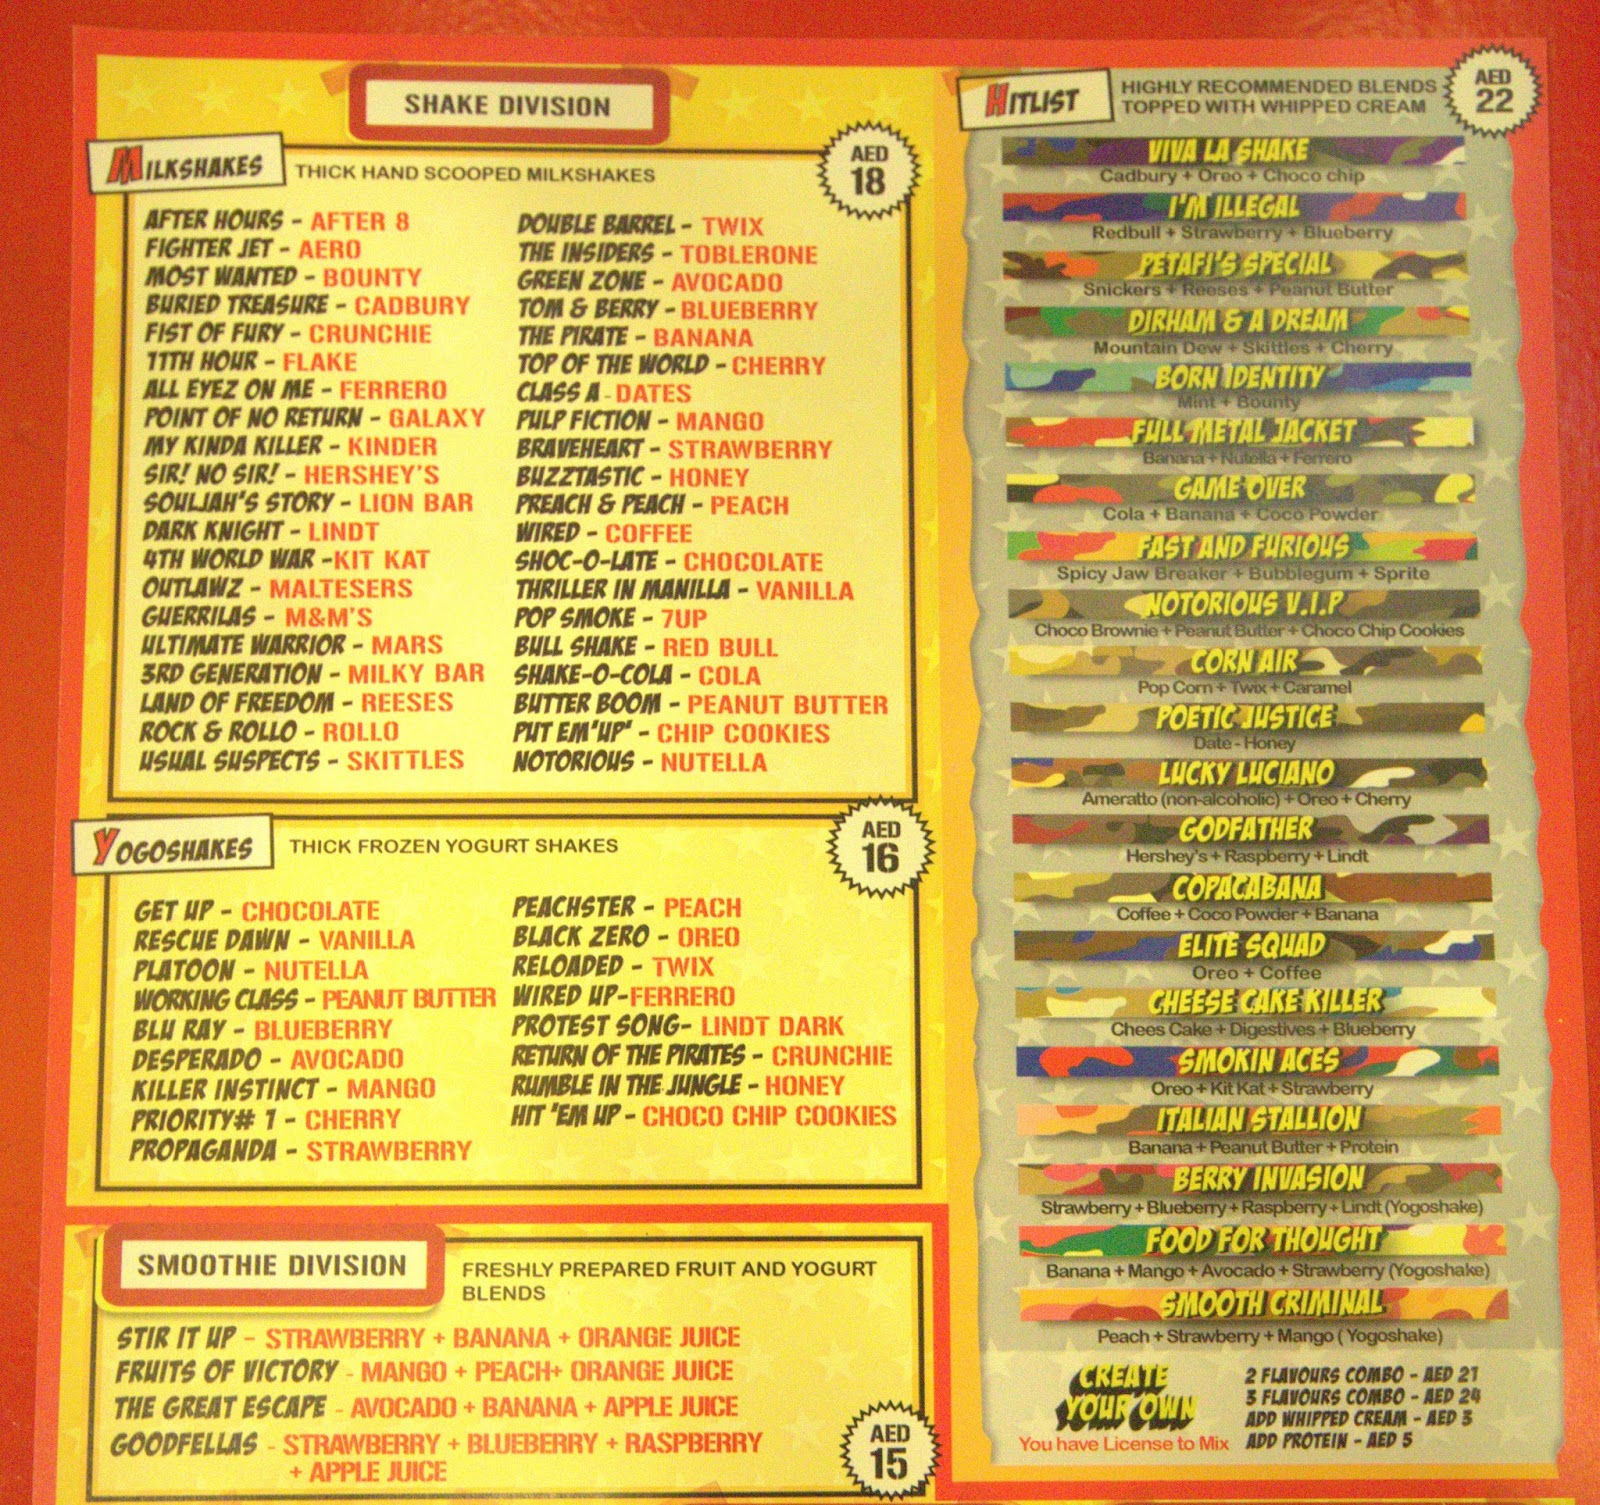 SHAKE DIVISION
MILKSHAKES
THICK HAND SCOOPED MILKSHAKES
AED
18
AFTER HOURS - AFTER 8
FIGHTER JET - AERO
MOST WANTED - BOUNTY
BURIED TREASURE - CADBURY
FIST OF FURY - CRUNCHIE
11TH HOUR - FLAKE
ALL EYEZ ON ME - FERRERO
POINT OF NO RETURN - GALAXY
MY KINDA KILLER - KINDER
SIR! NO SIR! - HERSHEY'S
SOULJAH'S STORY - LION BAR
DARK KNIGHT - LINDT
4TH WORLD WAR -KIT KAT
OUTLAWZ - MALTESERS
GUERRILAS - M&M'S
ULTIMATE WARRIOR - MARS
3RD GENERATION - MILKY BAR
LAND OF FREEDOM - REESES
ROCK & ROLLO - ROLLO
USUAL SUSPECTS - SKITTLES
DOUBLE BARREL - TWIX
THE INSIDERS - TOBLERONE
GREEN ZONE - AVOCADO
TOM & BERRY - BLUEBERRY
THE PIRATE - BANANA
TOP OF THE WORLD - CHERRY
CLASS A - DATES
PULP FICTION - MANGO
BRAVEHEART - STRAWBERRY
BUZZTASTIC - HONEY
PREACH & PEACH - PEACH
WIRED - COFFEE
SHOC-O-LATE - CHOCOLATE
THRILLER IN MANILLA - VANILLA
POP SMOKE - 7UP
BULL SHAKE - RED BULL
SHAKE-O-COLA - COLA
BUTTER BOOM - PEANUT BUTTER
PUT EM'UP' - CHIP COOKIES
NOTORIOUS - NUTELLA
YOGOSHAKES
THICK FROZEN YOGURT SHAKES
AED
16
GET UP - CHOCOLATE
RESCUE DAWN - VANILLA
PLATOON - NUTELLA
WORKING CLASS - PEANUT BUTTER
BLU RAY - BLUEBERRY
DESPERADO - AVOCADO
KILLER INSTINCT - MANGO
PRIORITY# 1 - CHERRY
PROPAGANDA - STRAWBERRY
PEACHSTER - PEACH
BLACK ZERO - OREO
RELOADED - TWIX
WIRED UP-FERRERO
PROTEST SONG- LINDT DARK
RETURN OF THE PIRATES - CRUNCHIE
RUMBLE IN THE JUNGLE - HONEY
HIT 'EM UP - CHOCO CHIP COOKIES
SMOOTHIE DIVISION
FRESHLY PREPARED FRUIT AND YOGURT
BLENDS
STIR IT UP - STRAWBERRY + BANANA + ORANGE JUICE
FRUITS OF VICTORY - MANGO + PEACH+ ORANGE JUICE
THE GREAT ESCAPE - AVOCADO + BANANA + APPLE JUICE
GOODFELLAS - STRAWBERRY + BLUEBERRY + RASPBERRY
+ APPLE JUICE
AED
15
HITLIST
HIGHLY RECOMMENDED BLENDS
TOPPED WITH WHIPPED CREAM
AED
22
VIVA LA SHAKE
Cadbury + Oreo + Choco chip
I'M ILLEGAL
Redbull + Strawberry + Blueberry
PETAFI'S SPECIAL
Snickers + Reeses + Peanut Butter
DIRHAM & A DREAM
Mountain Dew + Skittles + Cherry
BORN IDENTITY
Mint + Bounty
FULL METAL JACKET
Banana + Nutella + Ferrero
GAME OVER
Cola + Banana + Coco Powder
FAST AND FURIOUS
Spicy Jaw Breaker + Bubblegum + Sprite
NOTORIOUS V.I.P
Choco Brownie + Peanut Butter + Choco Chip Cookies
CORN AIR
Pop Corn + Twix + Caramel
POETIC JUSTICE
Date - Honey
LUCKY LUCIANO
Ameratto (non-alcoholic) + Oreo + Cherry
GODFATHER
Hershey's + Raspberry + Lindt
COPACABANA
Coffee + Coco Powder + Banana
ELITE SQUAD
Oreo + Coffee
CHEESE CAKE KILLER
Chees Cake + Digestives + Blueberry
SMOKIN ACES
Oreo + Kit Kat + Strawberry
ITALIAN STALLION
Banana + Peanut Butter + Protein
BERRY INVASION
Strawberry + Blueberry + Raspberry + Lindt (Yogoshake)
FOOD FOR THOUGHT
Banana + Mango + Avocado + Strawberry (Yogoshake)
SMOOTH CRIMINAL
Peach + Strawberry + Mango ( Yogoshake)
CREATE
YOUR OWN
You have License to Mix
2 FLAVOURS COMBO - AED 21
3 FLAVOURS COMBO - AED 24
ADD WHIPPED CREAM - AED 3
ADD PROTEIN - AED 5